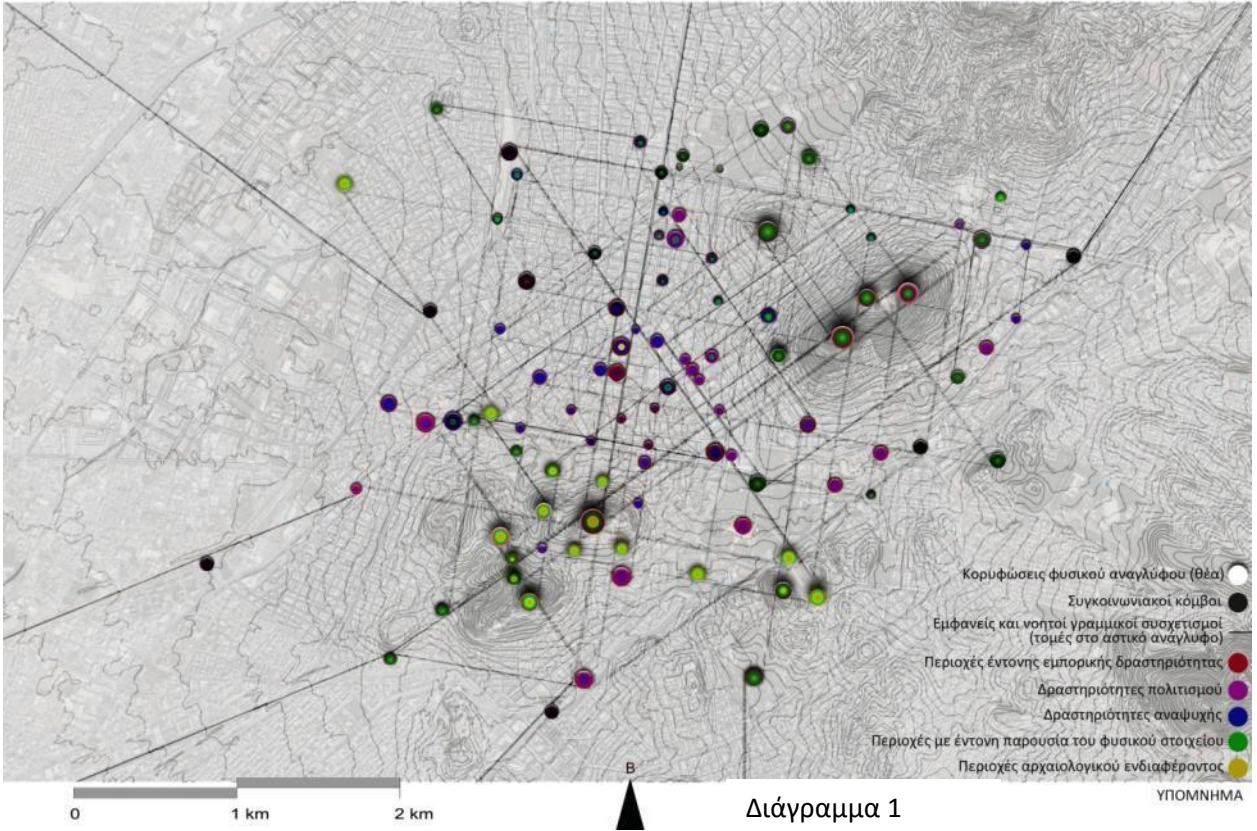 Κορυφώσεις φυσικού αναγλύφου (θέα)
Συγκοινωνιακοί κόμβοι
Εμφανείς και νοητοί γραμμικοί συσχετισμοί
(τομές στο αστικό ανάγλυφο)
Περιοχές έντονης εμπορικής δραστηριότητας
Δραστηριότητες πολιτισμού
Δραστηριότητες αναψυχής
Περιοχές με έντονη παρουσία του φυσικού στοιχείου
Περιοχές αρχαιολογικού ενδιαφέροντος
ΥΠΟΜΝΗΜΑ
Β
0 1 km 2 km
Διάγραμμα 1